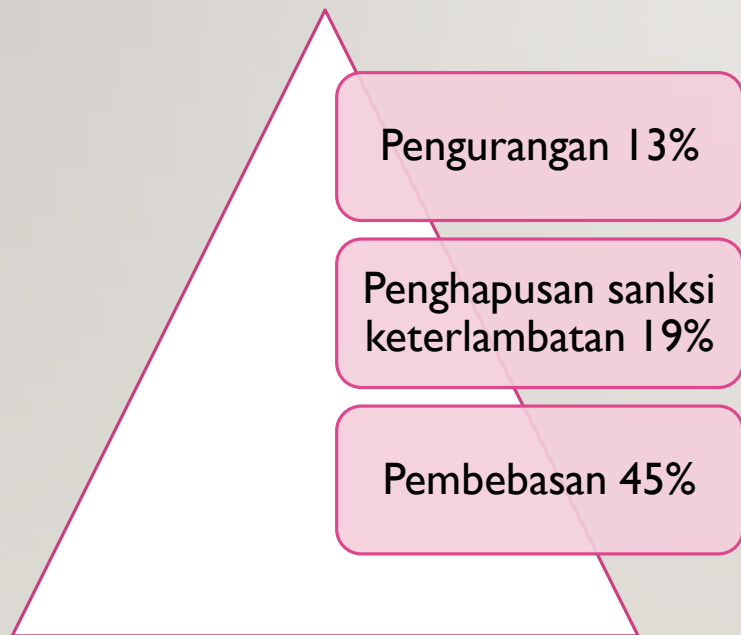 Pengurangan 13%
Penghapusan sanksi
keterlambatan 19%
Pembebasan 45%